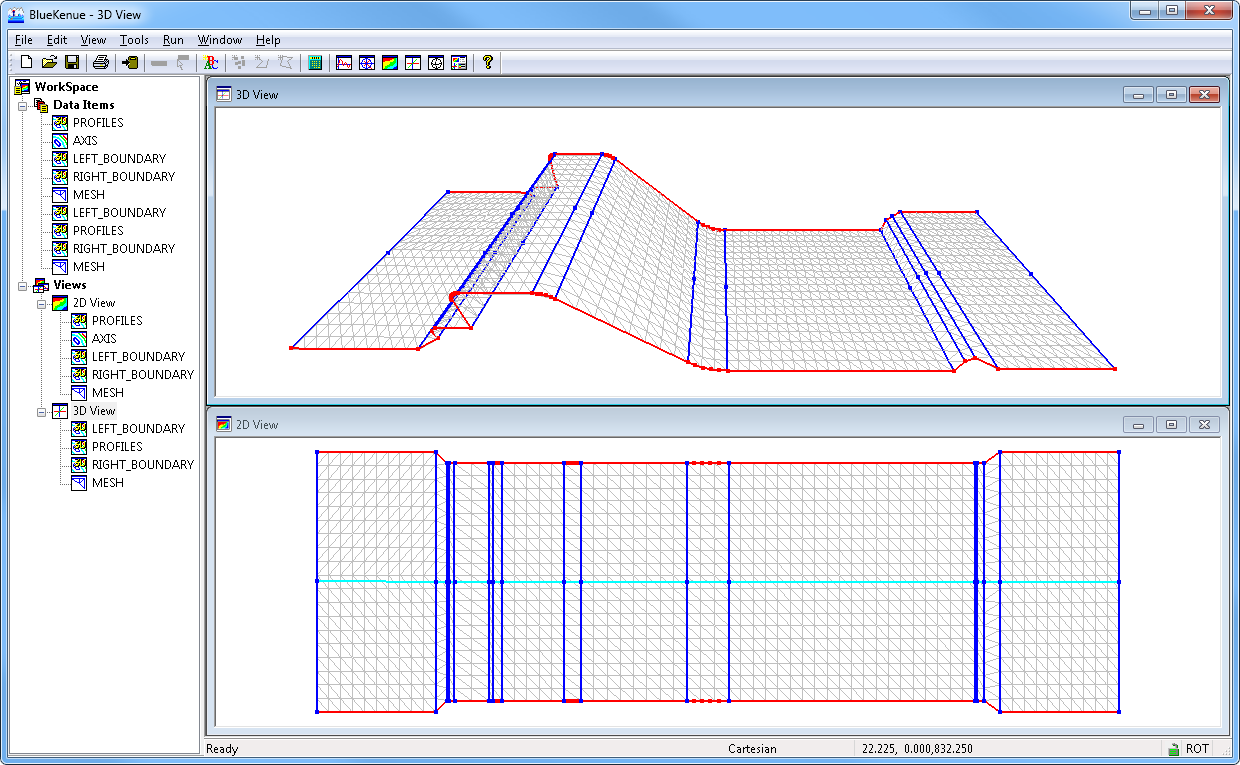 BlueKenue - 3D View
File Edit View Tools Run Window Help
ABC ?
WorkSpace
Data Items
PROFILES
AXIS
LEFT_BOUNDARY
RIGHT_BOUNDARY
MESH
LEFT_BOUNDARY
PROFILES
RIGHT_BOUNDARY
MESH
Views
2D View
PROFILES
AXIS
LEFT_BOUNDARY
RIGHT_BOUNDARY
MESH
3D View
LEFT_BOUNDARY
PROFILES
RIGHT_BOUNDARY
MESH
3D View
2D View
Ready
Cartesian
22.225, 0.000,832.250
ROT